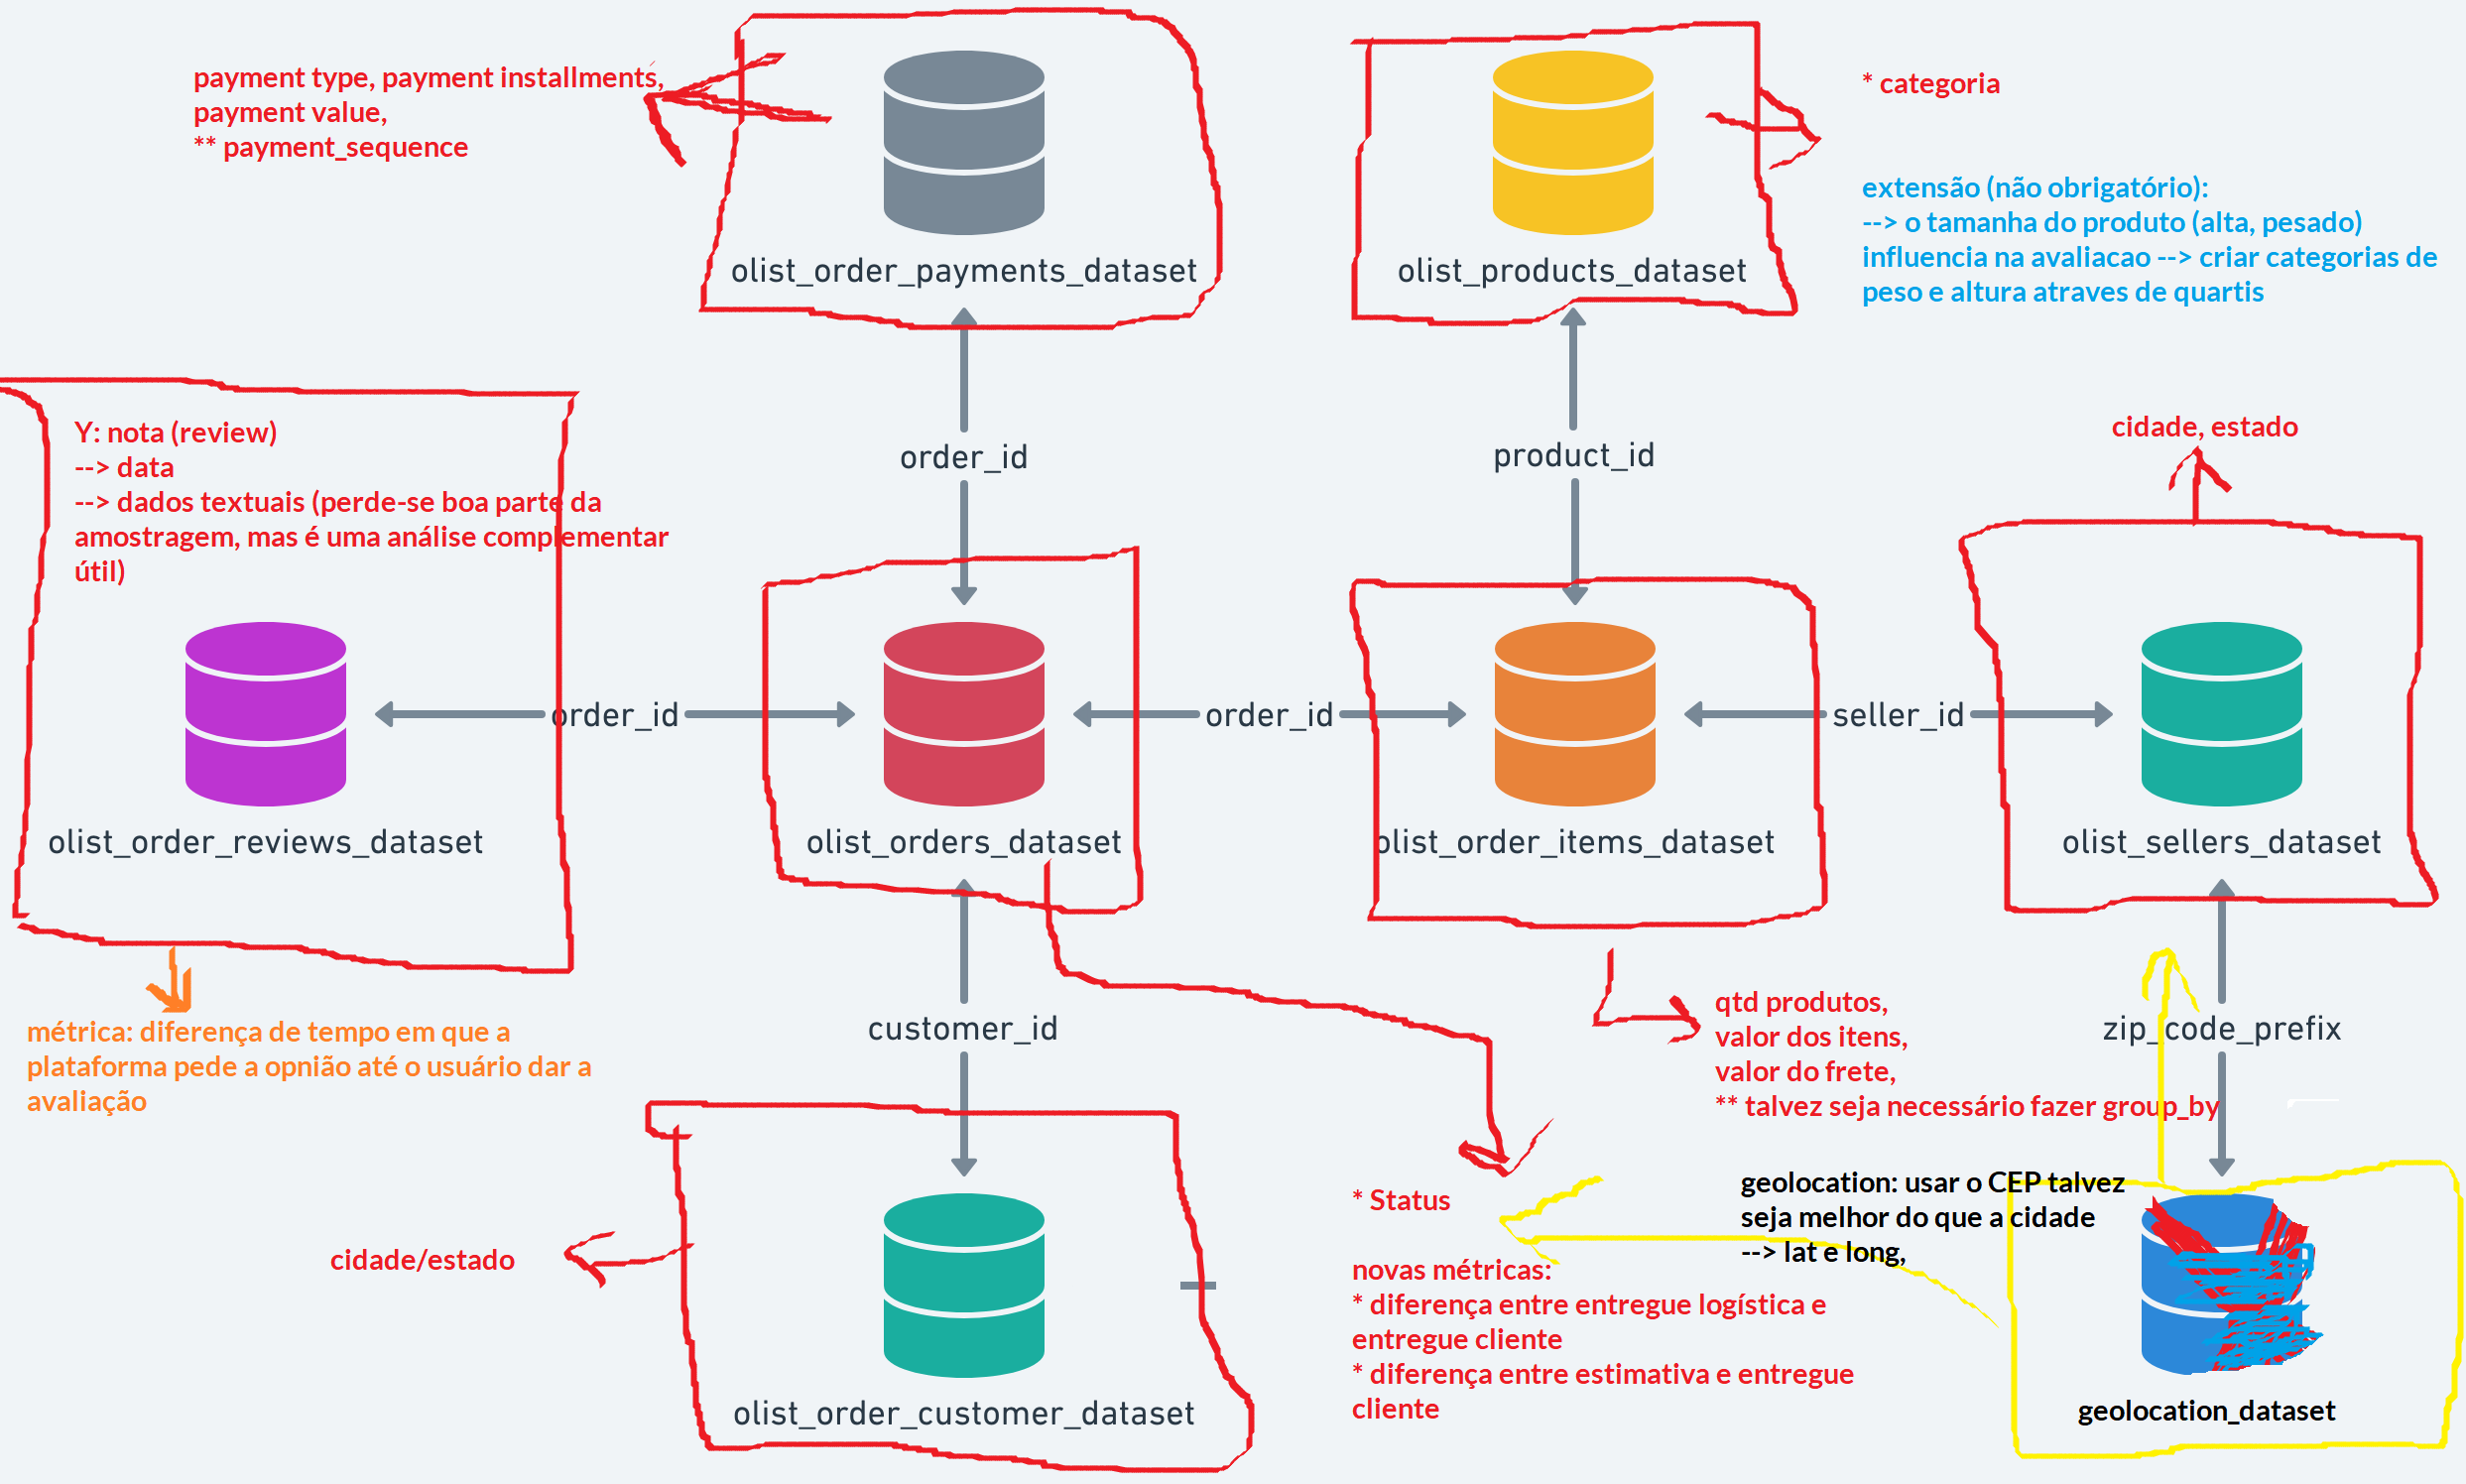 payment type, payment installments,
payment value,
** payment_sequence
olist_order_payments_dataset
olist_products_dataset
* categoria
extensão (não obrigatório):
--> o tamanha do produto (alta, pesado)
influencia na avaliacao --> criar categorias de
peso e altura atraves de quartis
order_id
product_id
cidade, estado
Y: nota (review)
--> data
--> dados textuais (perde-se boa parte da
amostragem, mas é uma análise complementar
útil)
order_id
order_id
seller_id
olist_order_reviews_dataset
olist_orders_dataset
olist_order_items_dataset
olist_sellers_dataset
métrica: diferença de tempo em que a
plataforma pede a opnião até o usuário dar a
avaliação
customer_id
qtd produtos,
valor dos itens,
valor do frete,
** talvez seja necessário fazer group_by
zip_code_prefix
cidade/estado
olist_order_customer_dataset
* Status
novas métricas:
* diferença entre entregue logística e
entregue cliente
* diferença entre estimativa e entregue
cliente
geolocation: usar o CEP talvez
seja melhor do que a cidade
--> lat e long,
geolocation_dataset